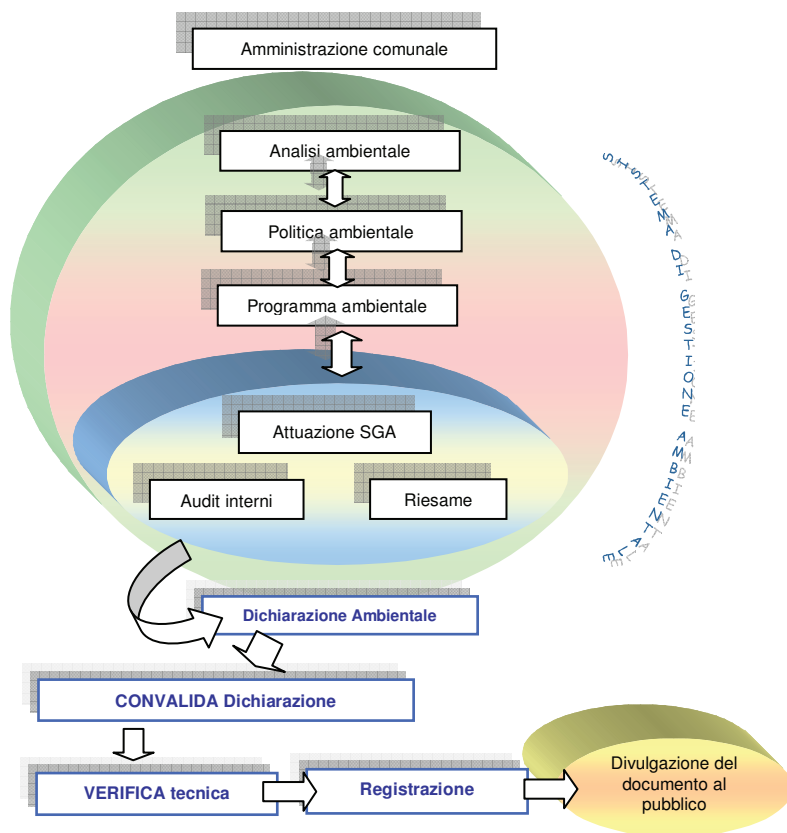 Amministrazione comunale
Analisi ambientale
Politica ambientale
Programma ambientale
SISTEMA DI GESTIONE AMBIENTALE
Attuazione SGA
Audit interni
Riesame
Dichiarazione Ambientale
CONVALIDA Dichiarazione
VERIFICA tecnica
Registrazione
Divulgazione del
documento al
pubblico